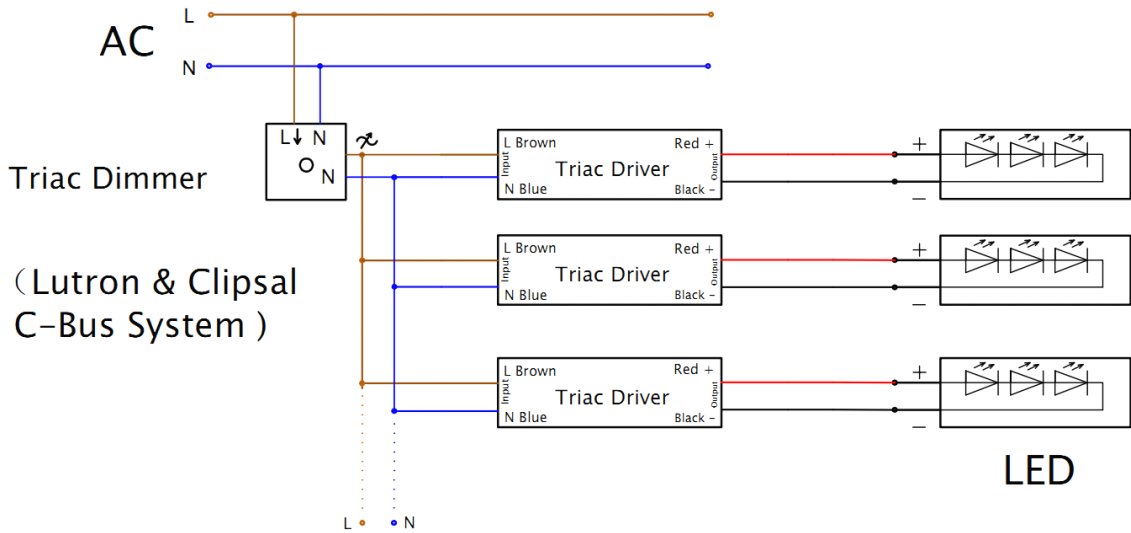 L
AC
N
L↓ N
N
Triac Dimmer
（Lutron & Clipsal
C-Bus System )
L Brown
Red +
Input
Triac Driver
Output
N Blue
Black -
+
-
L Brown
Red +
Input
Triac Driver
Output
N Blue
Black -
+
-
L Brown
Red +
Input
Triac Driver
Output
N Blue
Black -
+
-
LED
L
N